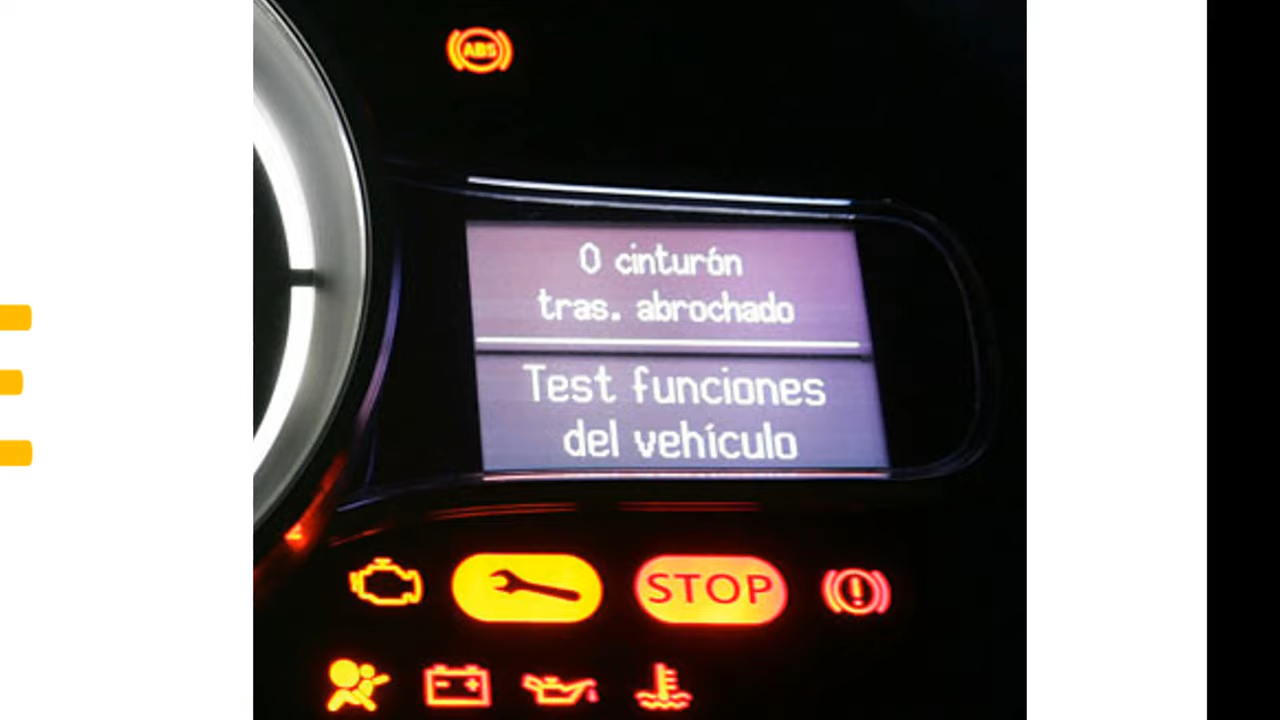 ABS
0 cinturón
tras. abrochado
Test funciones
del vehículo
STOP